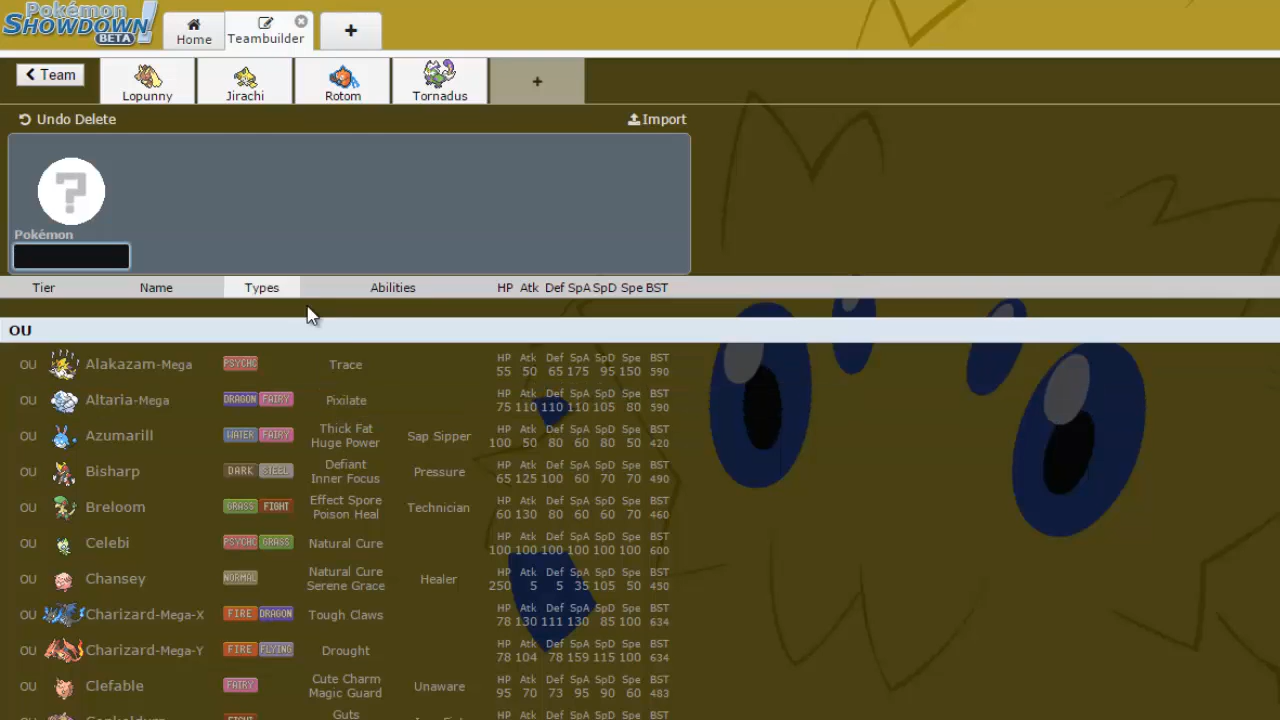 Pokémon
SHOWDOWN!
BETA
Home
Teambuilder
+
Team
Lopunny
Jirachi
Rotom
Tornadus
+
Undo Delete
Import
?
Pokémon
Tier Name Types Abilities HP Atk Def SpA SpD Spe BST
OU
OU Alakazam-Mega PSYCHC Trace HP 55 Atk 50 Def 65 SpA 175 SpD 95 Spe 150 BST 590
OU Altaria-Mega DRAGON FAIRY Pixilate HP 75 Atk 110 Def 110 SpA 110 SpD 105 Spe 80 BST 590
OU Azumarill WATER FAIRY Thick Fat Huge Power Sap Sipper HP 100 Atk 50 Def 80 SpA 60 SpD 80 Spe 50 BST 420
OU Bisharp DARK STEEL Defiant Inner Focus Pressure HP 65 Atk 125 Def 100 SpA 60 SpD 70 Spe 70 BST 490
OU Breloom GRASS FIGHT Effect Spore Poison Heal Technician HP 60 Atk 130 Def 80 SpA 60 SpD 60 Spe 70 BST 460
OU Celebi PSYCHC GRASS Natural Cure HP 100 Atk 100 Def 100 SpA 100 SpD 100 Spe 100 BST 600
OU Chansey NORMAL Natural Cure Serene Grace Healer HP 250 Atk 5 Def 5 SpA 35 SpD 105 Spe 50 BST 450
OU Charizard-Mega-X FIRE DRAGON Tough Claws HP 78 Atk 130 Def 111 SpA 130 SpD 85 Spe 100 BST 634
OU Charizard-Mega-Y FIRE FLYING Drought HP 78 Atk 104 Def 78 SpA 159 SpD 115 Spe 100 BST 634
OU Clefable FAIRY Cute Charm Magic Guard Unaware HP 95 Atk 70 Def 73 SpA 95 SpD 90 Spe 60 BST 483
Guts